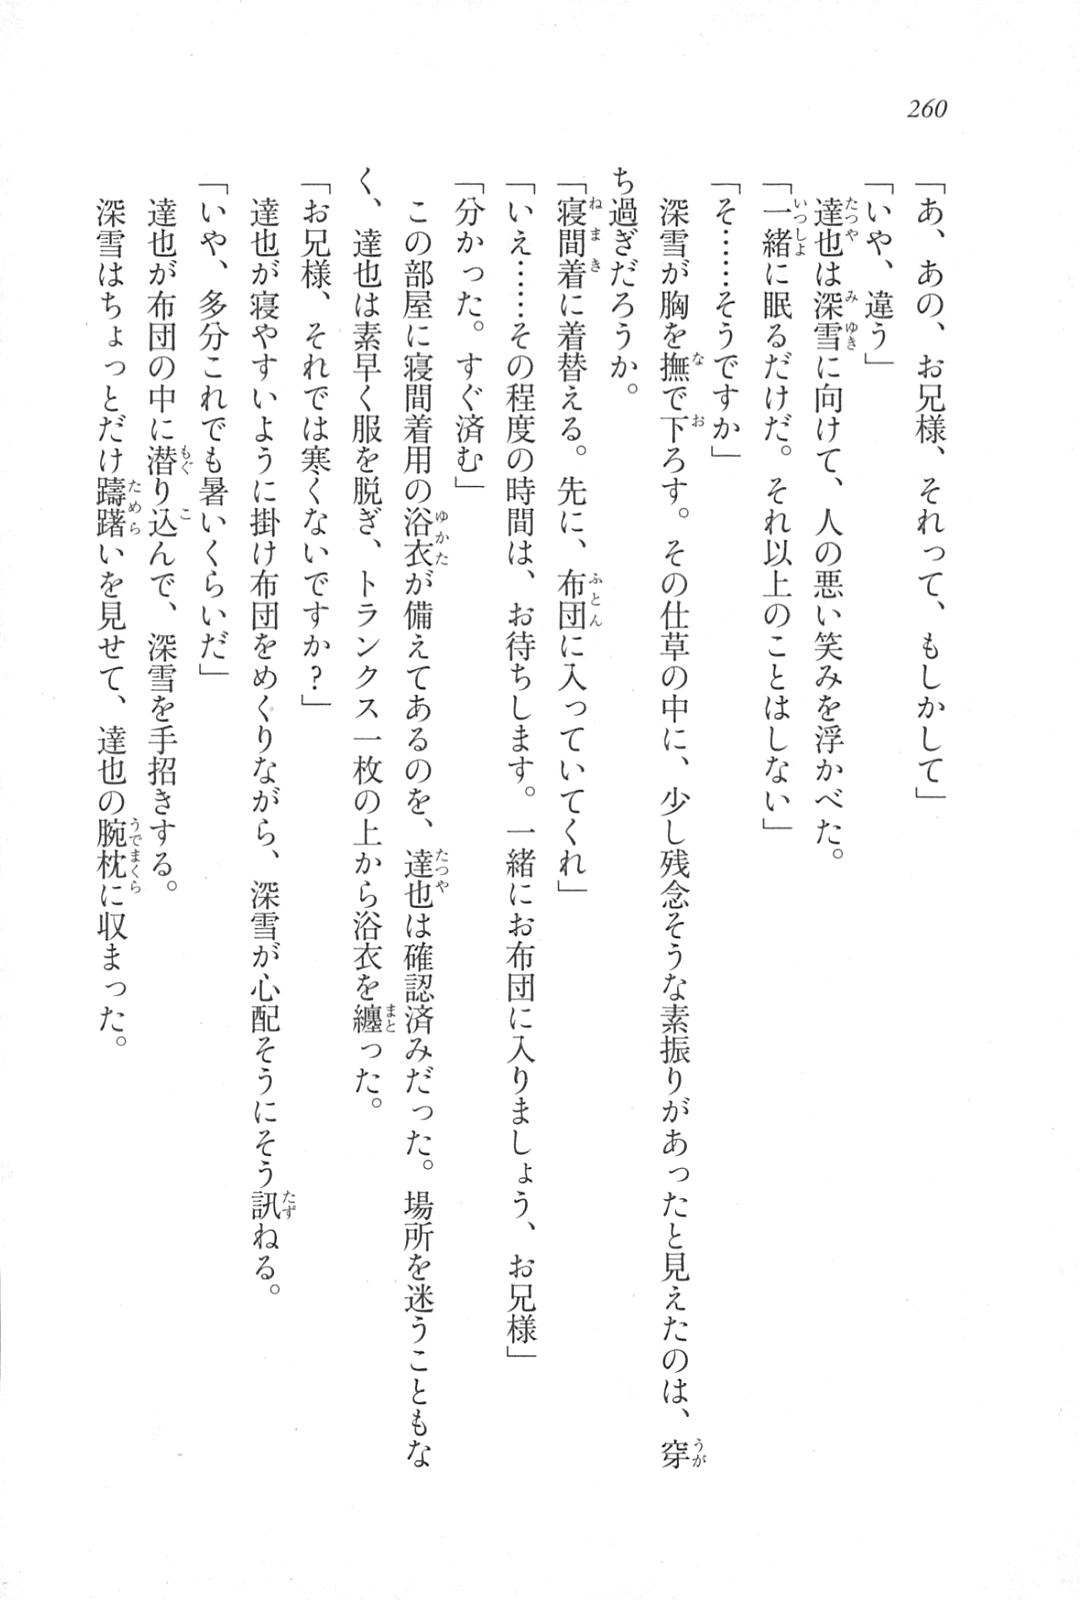 260
「あ、あの、お兄様、それって、もしかして」
「いや、違う」
達也は深雪に向けて、人の悪い笑みを浮かべた。
「一緒に眠るだけだ。それ以上のことはしない」
「そ……そうですか」
深雪が胸を撫で下ろす。その仕草の中に、少し残念そうな素振りがあったと見えたのは、穿
ち過ぎだろうか。
「寝間着に着替える。先に、布団に入っていてくれ」
「いえ……その程度の時間は、お待ちします。一緒にお布団に入りましょう、お兄様」
「分かった。すぐ済む」
この部屋に寝間着用の浴衣が備えてあるのを、達也は確認済みだった。場所を迷うこともな
く、達也は素早く服を脱ぎ、トランクス一枚の上から浴衣を纏った。
「お兄様、それでは寒くないですか？」
達也が寝やすいように掛け布団をめくりながら、深雪が心配そうにそう訊ねる。
「いや、多分これでも暑いくらいだ」
達也が布団の中に潜り込んで、深雪を手招きする。
深雪はちょっとだけ躊躇いを見せて、達也の腕枕に収まった。